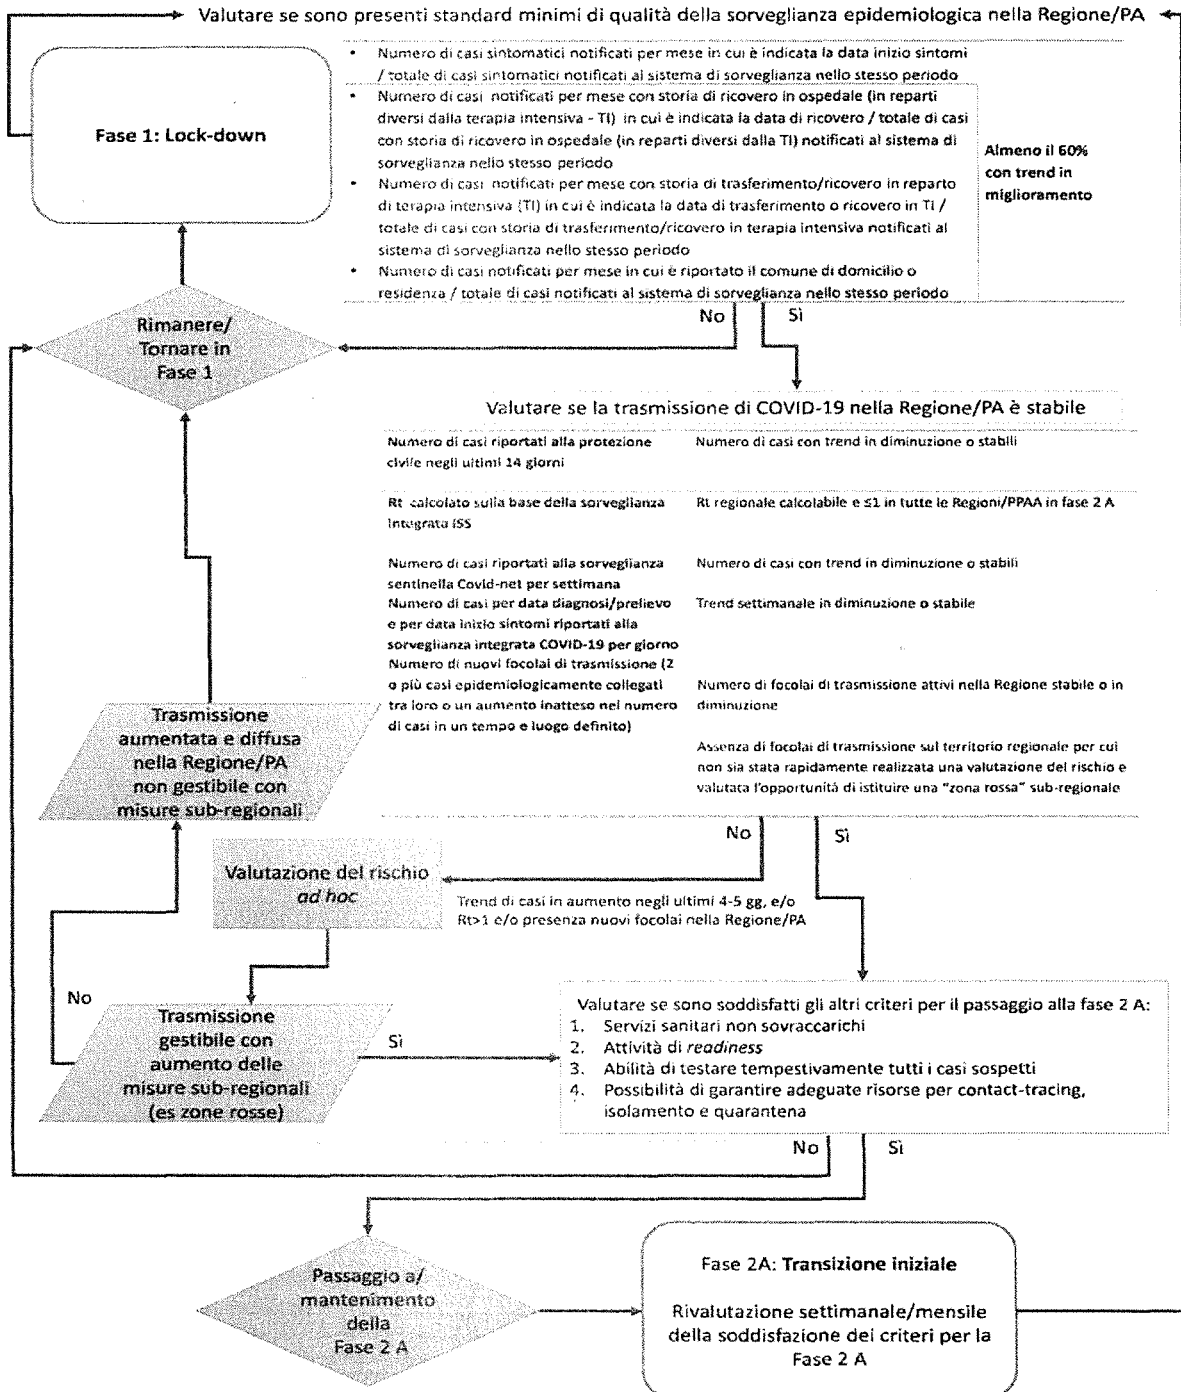 Valutare se sono presenti standard minimi di qualità della sorveglianza epidemiologica nella Regione/PA
Fase 1: Lock-down
• Numero di casi sintomatici notificati per mese in cui è indicata la data inizio sintomi
/ totale di casi sintomatici notificati al sistema di sorveglianza nello stesso periodo
• Numero di casi notificati per mese con storia di ricovero in ospedale (in reparti
diversi dalla terapia intensiva - TI) in cui è indicata la data di ricovero / totale di casi
con storia di ricovero in ospedale (in reparti diversi dalla TI) notificati al sistema di
sorveglianza nello stesso periodo
• Numero di casi notificati per mese con storia di trasferimento/ricovero in reparto
di terapia intensiva (TI) in cui è indicata la data di trasferimento o ricovero in TI /
totale di casi con storia di trasferimento/ricovero in terapia intensiva notificati al
sistema di sorveglianza nello stesso periodo
• Numero di casi notificati per mese in cui è riportato il comune di domicilio o
residenza / totale di casi notificati al sistema di sorveglianza nello stesso periodo
Almeno il 60%
con trend in
miglioramento
No
Sì
Rimanere/
Tornare in
Fase 1
Valutare se la trasmissione di COVID-19 nella Regione/PA è stabile
Numero di casi riportati alla protezione
civile negli ultimi 14 giorni
Numero di casi con trend in diminuzione o stabili
Rt calcolato sulla base della sorveglianza
integrata ISS
Rt regionale calcolabile e ≤1 in tutte le Regioni/PPAA in fase 2 A
Numero di casi riportati alla sorveglianza
sentinella Covid-net per settimana
Numero di casi con trend in diminuzione o stabili
Numero di casi per data diagnosi/prelievo
e per data inizio sintomi riportati alla
sorveglianza integrata COVID-19 per giorno
Trend settimanale in diminuzione o stabile
Numero di nuovi focolai di trasmissione (2
o più casi epidemiologicamente collegati
tra loro o un aumento inatteso nel numero
di casi in un tempo e luogo definito)
Numero di focolai di trasmissione attivi nella Regione stabile o in
diminuzione
Assenza di focolai di trasmissione sul territorio regionale per cui
non sia stata rapidamente realizzata una valutazione del rischio e
valutata l'opportunità di istituire una "zona rossa" sub-regionale
Trasmissione
aumentata e diffusa
nella Regione/PA
non gestibile con
misure sub-regionali
No
Sì
Valutazione del rischio
ad hoc
Trend di casi in aumento negli ultimi 4-5 gg, e/o
Rt>1 e/o presenza nuovi focolai nella Regione/PA
No
Trasmissione
gestibile con
aumento delle
misure sub-regionali
(es zone rosse)
Sì
Valutare se sono soddisfatti gli altri criteri per il passaggio alla fase 2 A:
1. Servizi sanitari non sovraccarichi
2. Attività di readiness
3. Abilità di testare tempestivamente tutti i casi sospetti
4. Possibilità di garantire adeguate risorse per contact-tracing,
isolamento e quarantena
No
Sì
Passaggio a/
mantenimento
della
Fase 2 A
Fase 2A: Transizione iniziale
Rivalutazione settimanale/mensile
della soddisfazione dei criteri per la
Fase 2 A